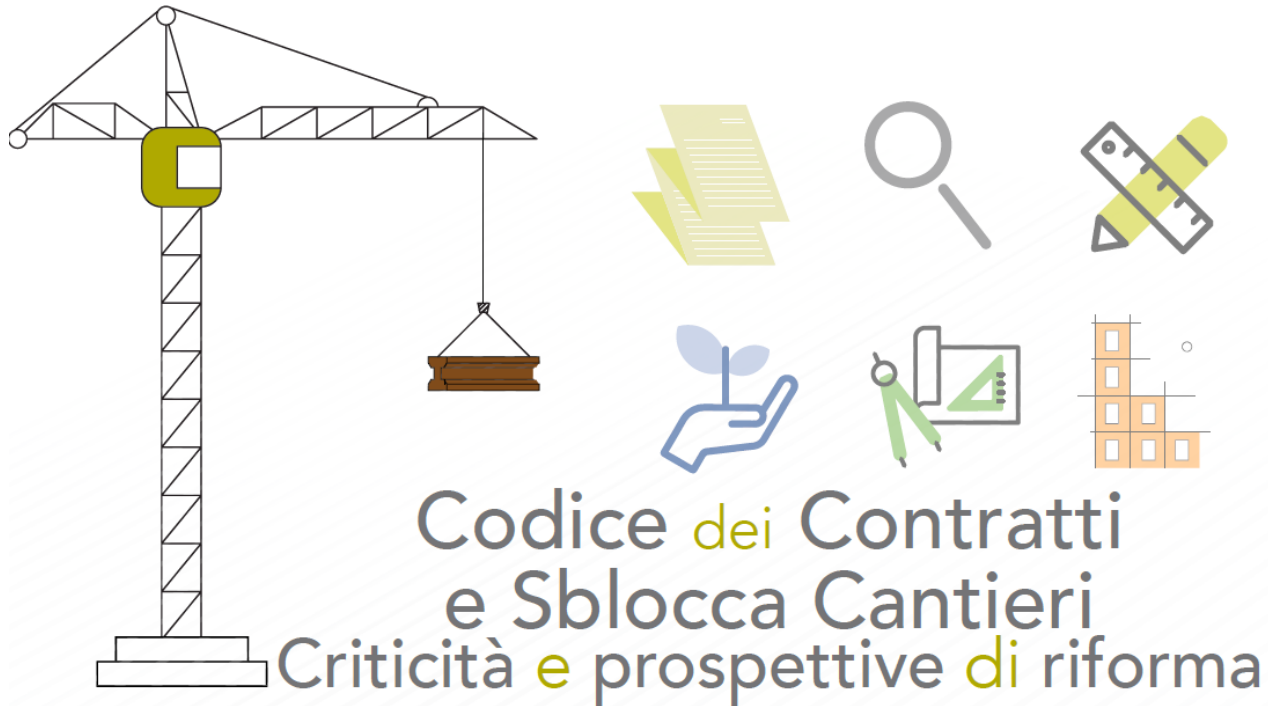 Codice dei Contratti
e Sblocca Cantieri
Criticità e prospettive di riforma